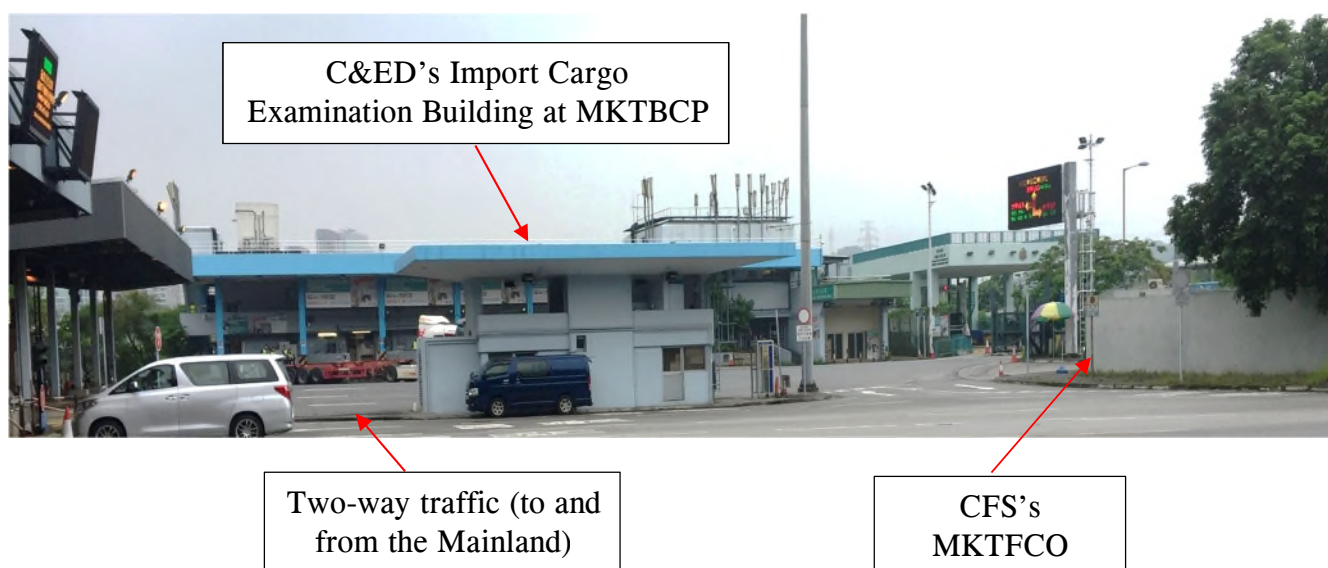 C&ED’s Import Cargo
Examination Building at MKTBCP
Two-way traffic (to and
from the Mainland)
CFS’s
MKTFCO